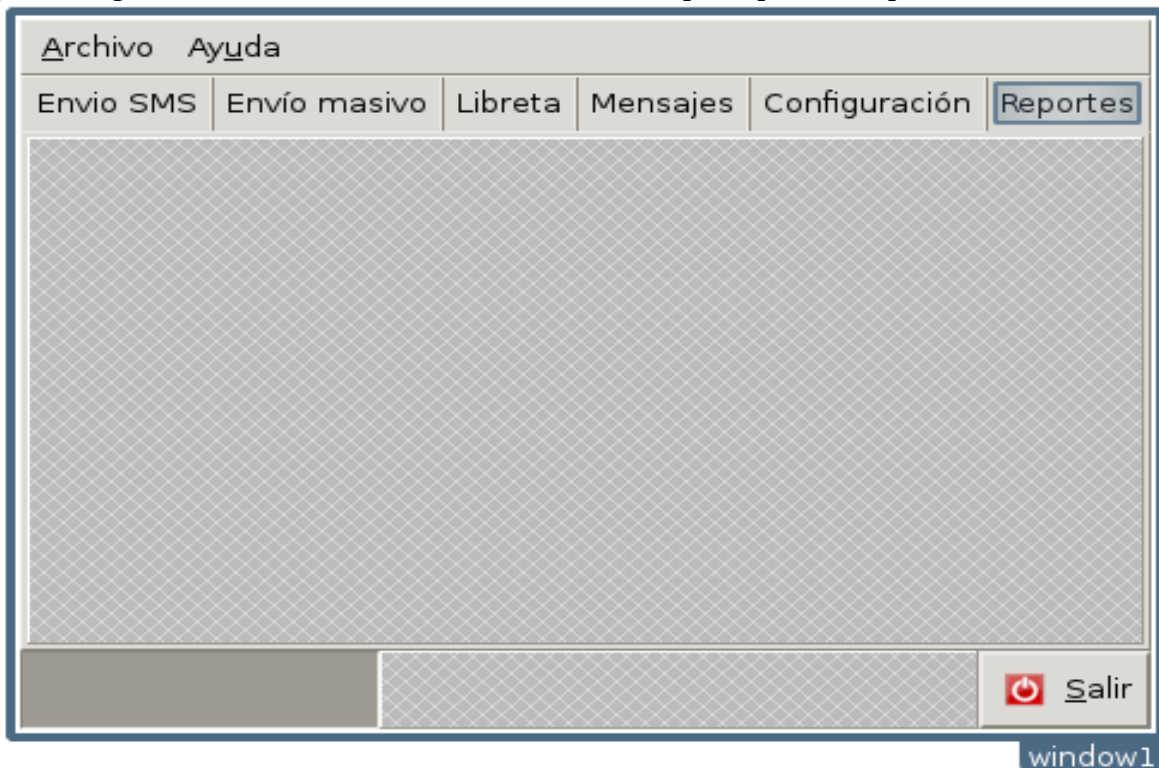 Archivo Ayuda
Envio SMS Envío masivo Libreta Mensajes Configuración Reportes
Salir
window1